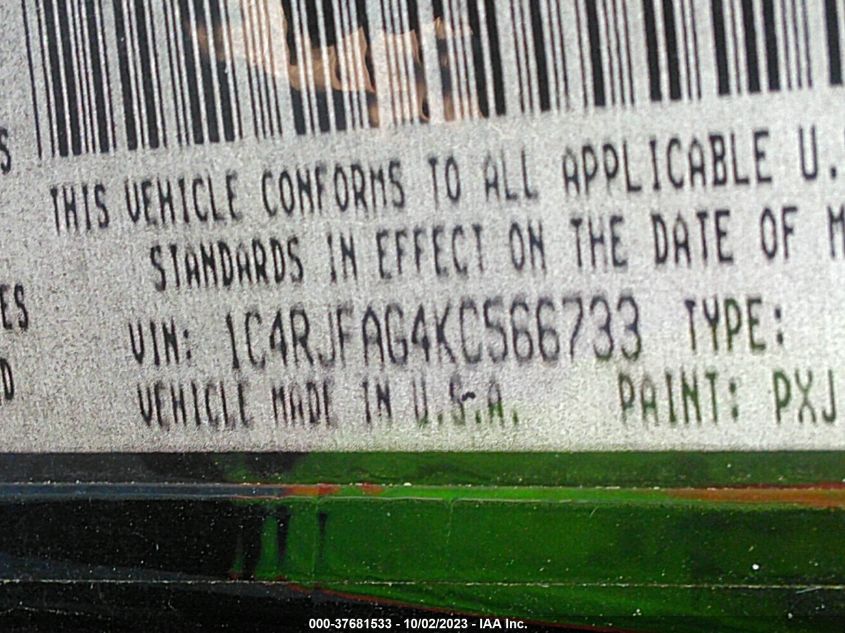 S
THIS VEHICLE CONFORMS TO ALL APPLICABLE U.
STANDARDS IN EFFECT ON THE DATE OF M
ES
VIN: 1C4RJFAG4KC566733 TYPE:
D
VEHICLE MADE IN U.S.A. PAINT: PXJ
000-37681533 - 10/02/2023 - IAA Inc.